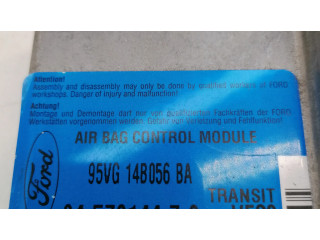 Attention!
Assembly and disassembly may only be done by qualified workers of FORD
workshops. Danger of injury and malfunction!
Achtung!
Montage und Demontage darf nur von qualifizierten Fachkräften der FORD
Werkstätten vorgenommen werden. Gefahr von Verletzung und Fehlfunktion!
AIR BAG CONTROL MODULE
Ford
95VG 14B056 BA
TRANSIT